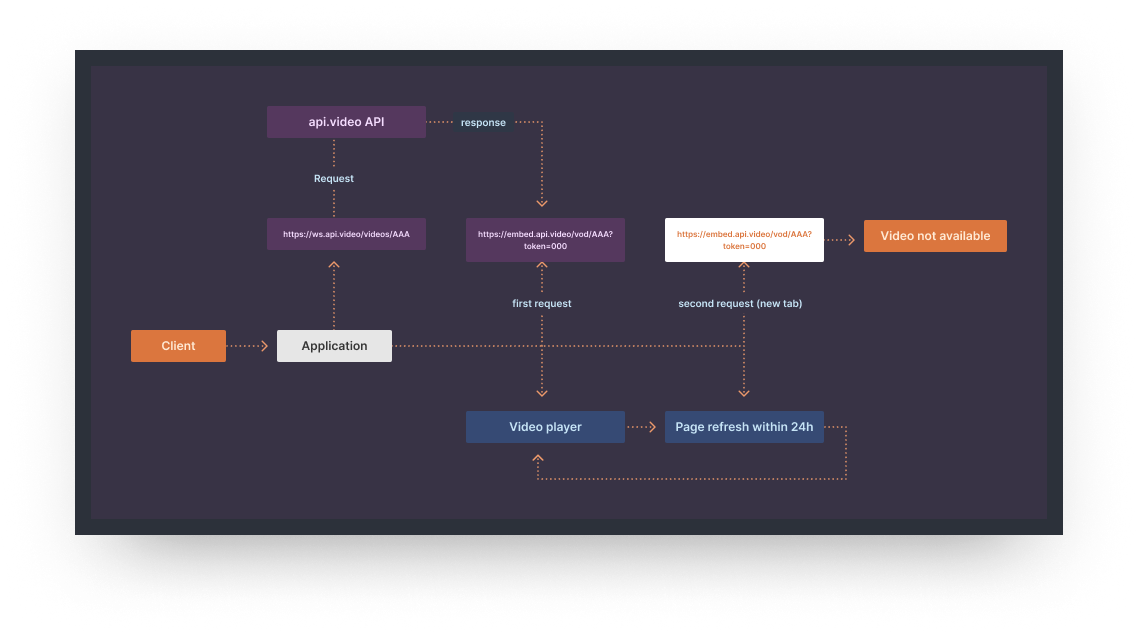 api.video API
response
Request
https://ws.api.video/videos/AAA
https://embed.api.video/vod/AAA?
token=000
https://embed.api.video/vod/AAA?
token=000
Video not available
first request
second request (new tab)
Client
Application
Video player
Page refresh within 24h